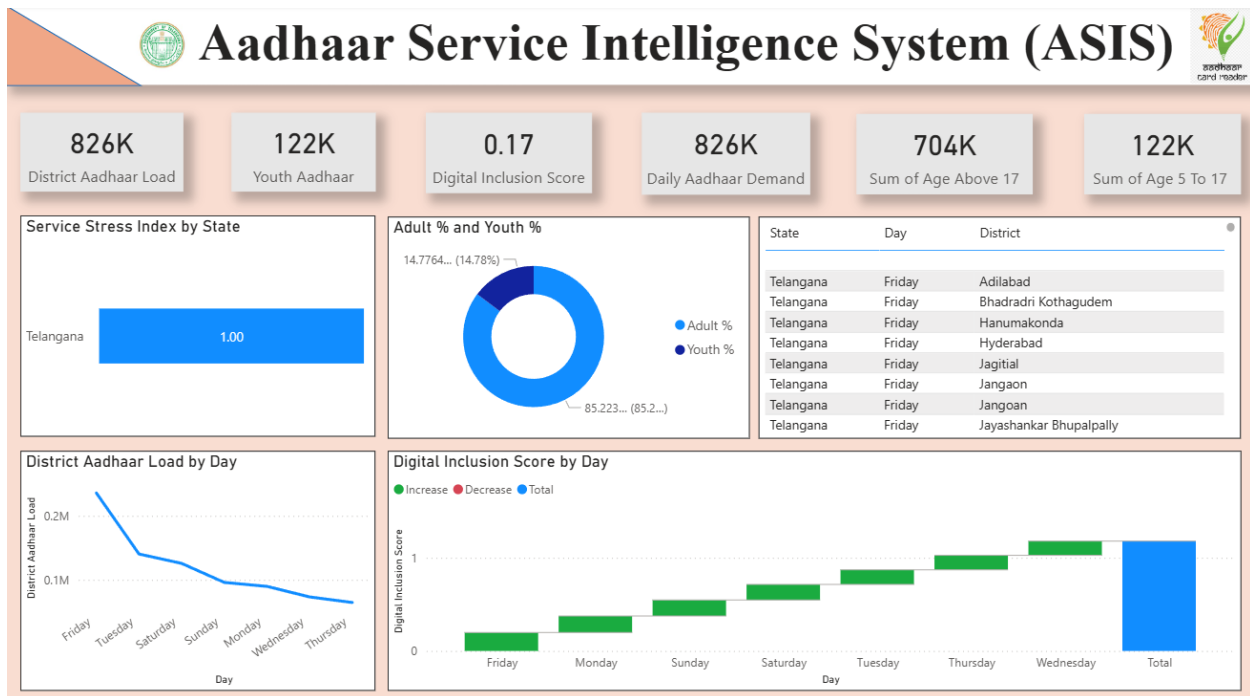 Aadhaar Service Intelligence System (ASIS)
aadhaar
card reader
826K
District Aadhaar Load
122K
Youth Aadhaar
0.17
Digital Inclusion Score
826K
Daily Aadhaar Demand
704K
Sum of Age Above 17
122K
Sum of Age 5 To 17
Service Stress Index by State
Telangana
1.00
Adult % and Youth %
14.7764... (14.78%)
Adult %
Youth %
85.223... (85.2...)
State Day District
Telangana Friday Adilabad
Telangana Friday Bhadradri Kothagudem
Telangana Friday Hanumakonda
Telangana Friday Hyderabad
Telangana Friday Jagitial
Telangana Friday Jangaon
Telangana Friday Jangoan
Telangana Friday Jayashankar Bhupalpally
District Aadhaar Load by Day
District Aadhaar Load
0.2M
0.1M
Friday Tuesday Saturday Sunday Monday Wednesday Thursday
Day
Digital Inclusion Score by Day
Increase Decrease Total
Digital Inclusion Score
1
0
Friday Monday Sunday Saturday Tuesday Thursday Wednesday Total
Day